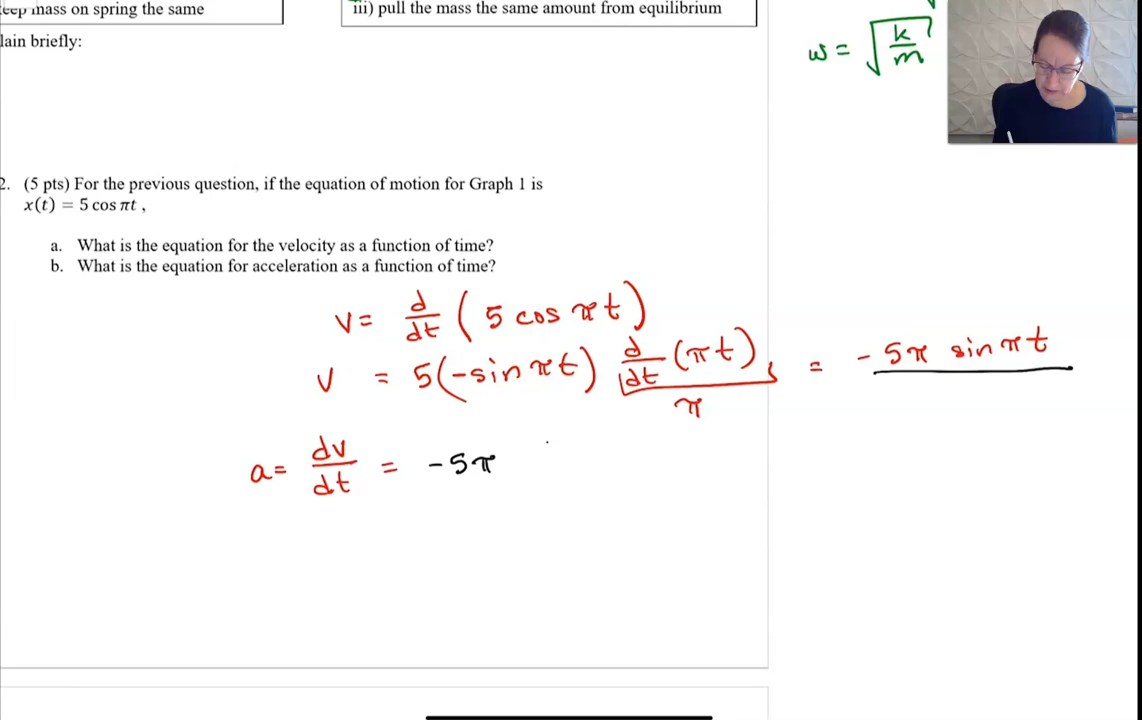 eep mass on spring the same
iii) pull the mass the same amount from equilibrium
lain briefly:
ω = √(k/m)
2. (5 pts) For the previous question, if the equation of motion for Graph 1 is
x(t) = 5 cos πt ,
a. What is the equation for the velocity as a function of time?
b. What is the equation for acceleration as a function of time?
v = d/dt ( 5 cos πt )
v = 5(-sin πt) d/dt (πt) = - 5π sin πt
π
a = dv/dt = -5π